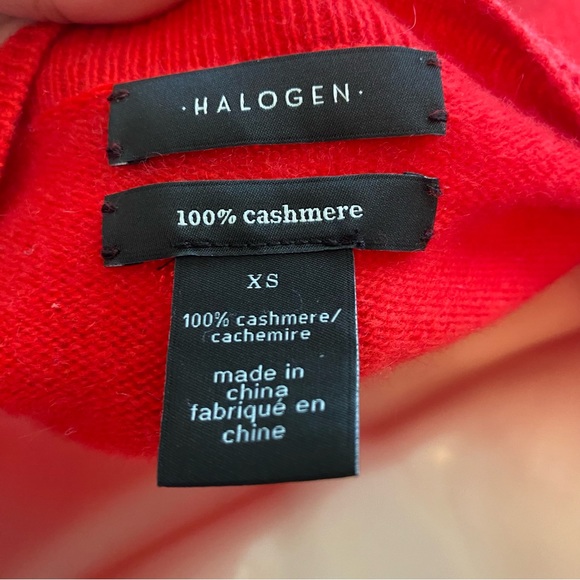 ·HALOGEN·
100% cashmere
XS
100% cashmere/
cachemire
made in
china
fabriqué en
chine